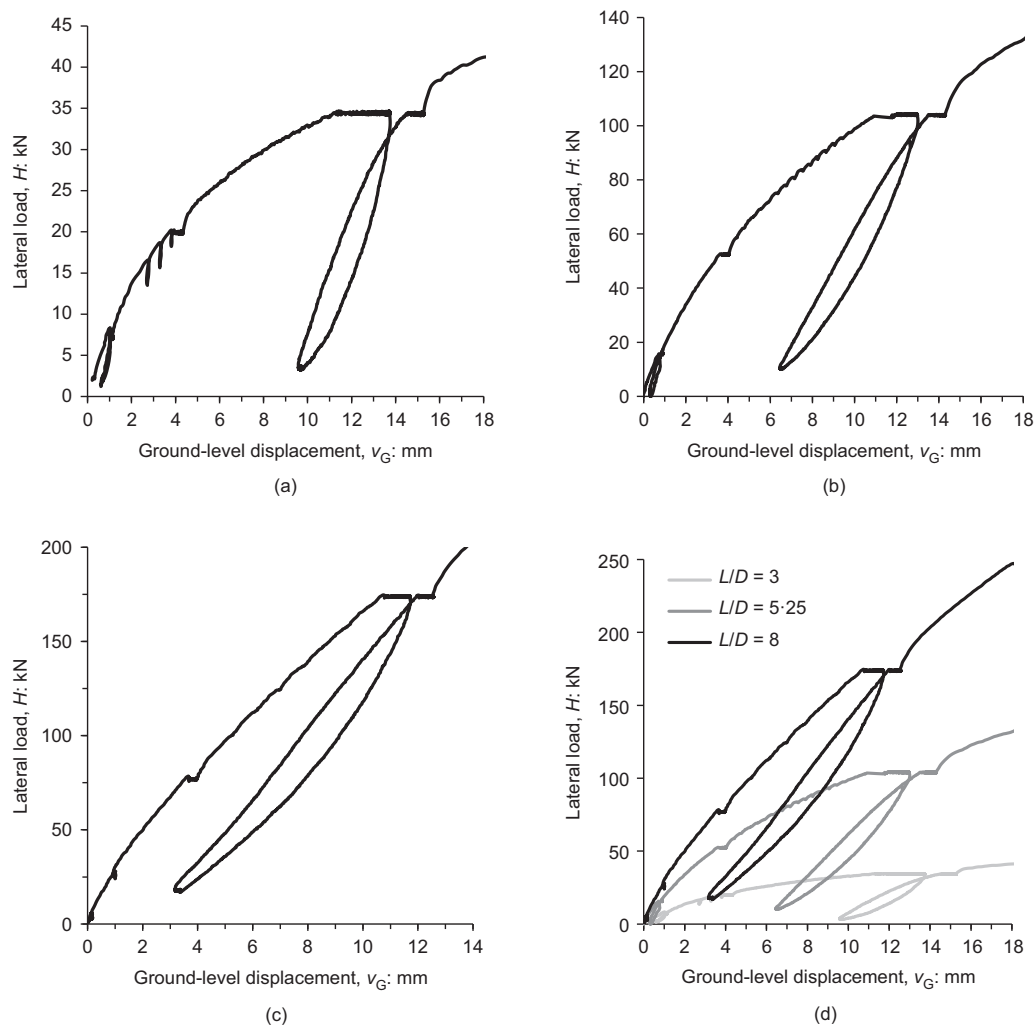 45
40
35
30
25
20
15
10
5
0
Lateral load, H: kN
0 2 4 6 8 10 12 14 16 18
Ground-level displacement, vG: mm
(a)
140
120
100
80
60
40
20
0
Lateral load, H: kN
0 2 4 6 8 10 12 14 16 18
Ground-level displacement, vG: mm
(b)
200
150
100
50
0
Lateral load, H: kN
0 2 4 6 8 10 12 14
Ground-level displacement, vG: mm
(c)
250
200
150
100
50
0
Lateral load, H: kN
L/D = 3
L/D = 5·25
L/D = 8
0 2 4 6 8 10 12 14 16 18
Ground-level displacement, vG: mm
(d)